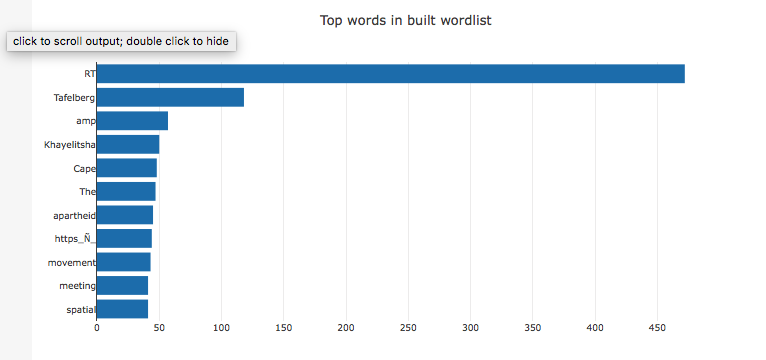 Top words in built wordlist
click to scroll output; double click to hide
RT
Tafelberg
amp
Khayelitsha
Cape
The
apartheid
https_Ñ_
movement
meeting
spatial
0 50 100 150 200 250 300 350 400 450